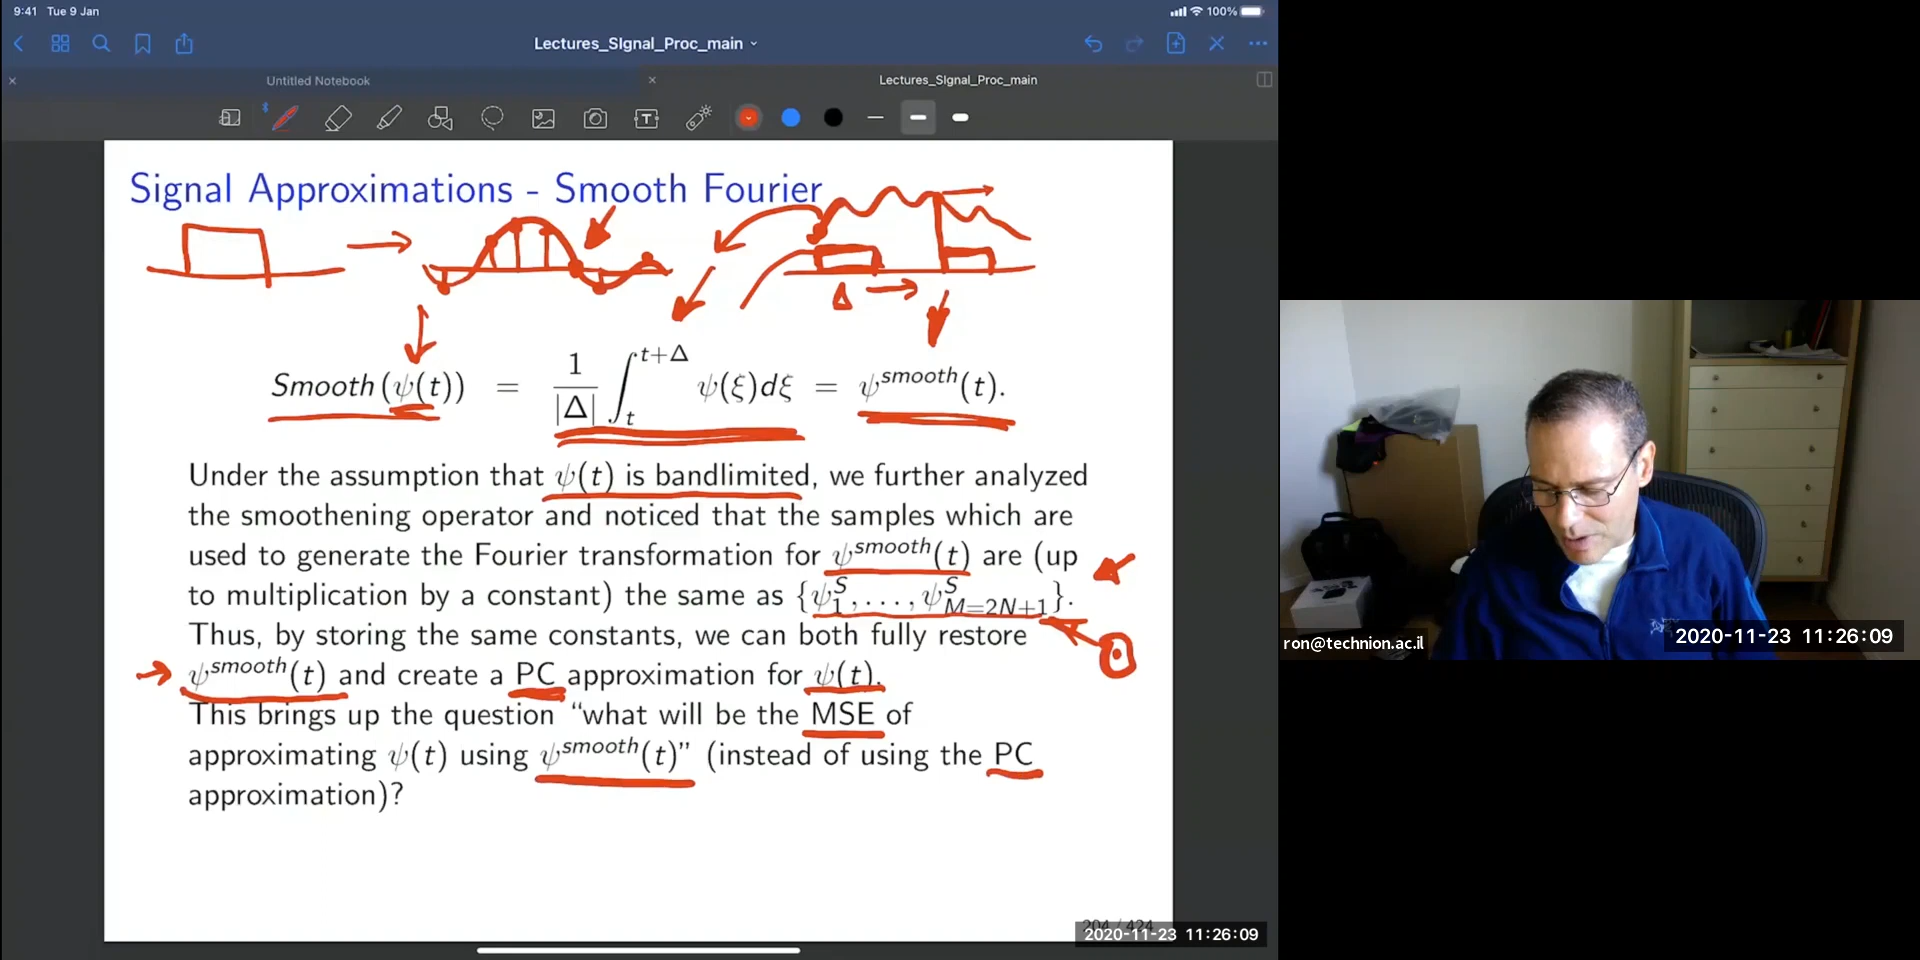 9:41 Tue 9 Jan
100%
Lectures_SIgnal_Proc_main
Untitled Notebook
Lectures_SIgnal_Proc_main
Signal Approximations - Smooth Fourier
Δ
Smooth(ψ(t)) = 1/|Δ| ∫_t^{t+Δ} ψ(ξ)dξ = ψ^{smooth}(t).
Under the assumption that ψ(t) is bandlimited, we further analyzed
the smoothening operator and noticed that the samples which are
used to generate the Fourier transformation for ψ^{smooth}(t) are (up
to multiplication by a constant) the same as {ψ_1^S, . . . , ψ_{M=2N+1}^S}.
Thus, by storing the same constants, we can both fully restore
ψ^{smooth}(t) and create a PC approximation for ψ(t).
This brings up the question “what will be the MSE of
approximating ψ(t) using ψ^{smooth}(t)” (instead of using the PC
approximation)?
204 / 424
2020-11-23 11:26:09
ron@technion.ac.il
2020-11-23 11:26:09